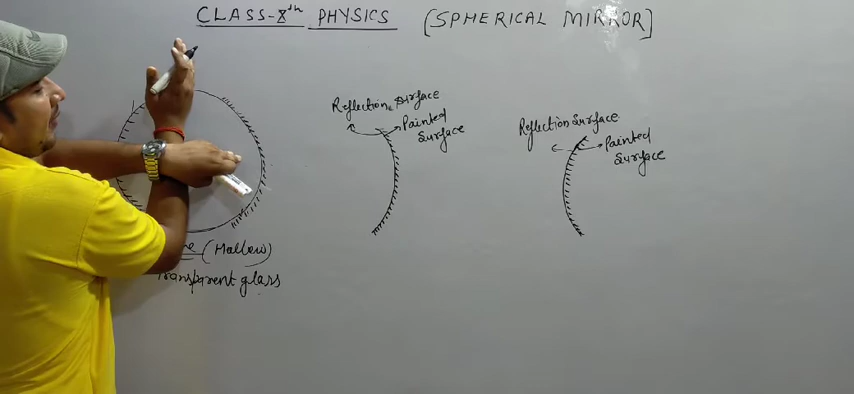 CLASS-8th PHYSICS (SPHERICAL MIRROR)
Reflection Surface
Painted
Surface
Reflection Surface
Painted
Surface
(Hallow)
Transparent glass